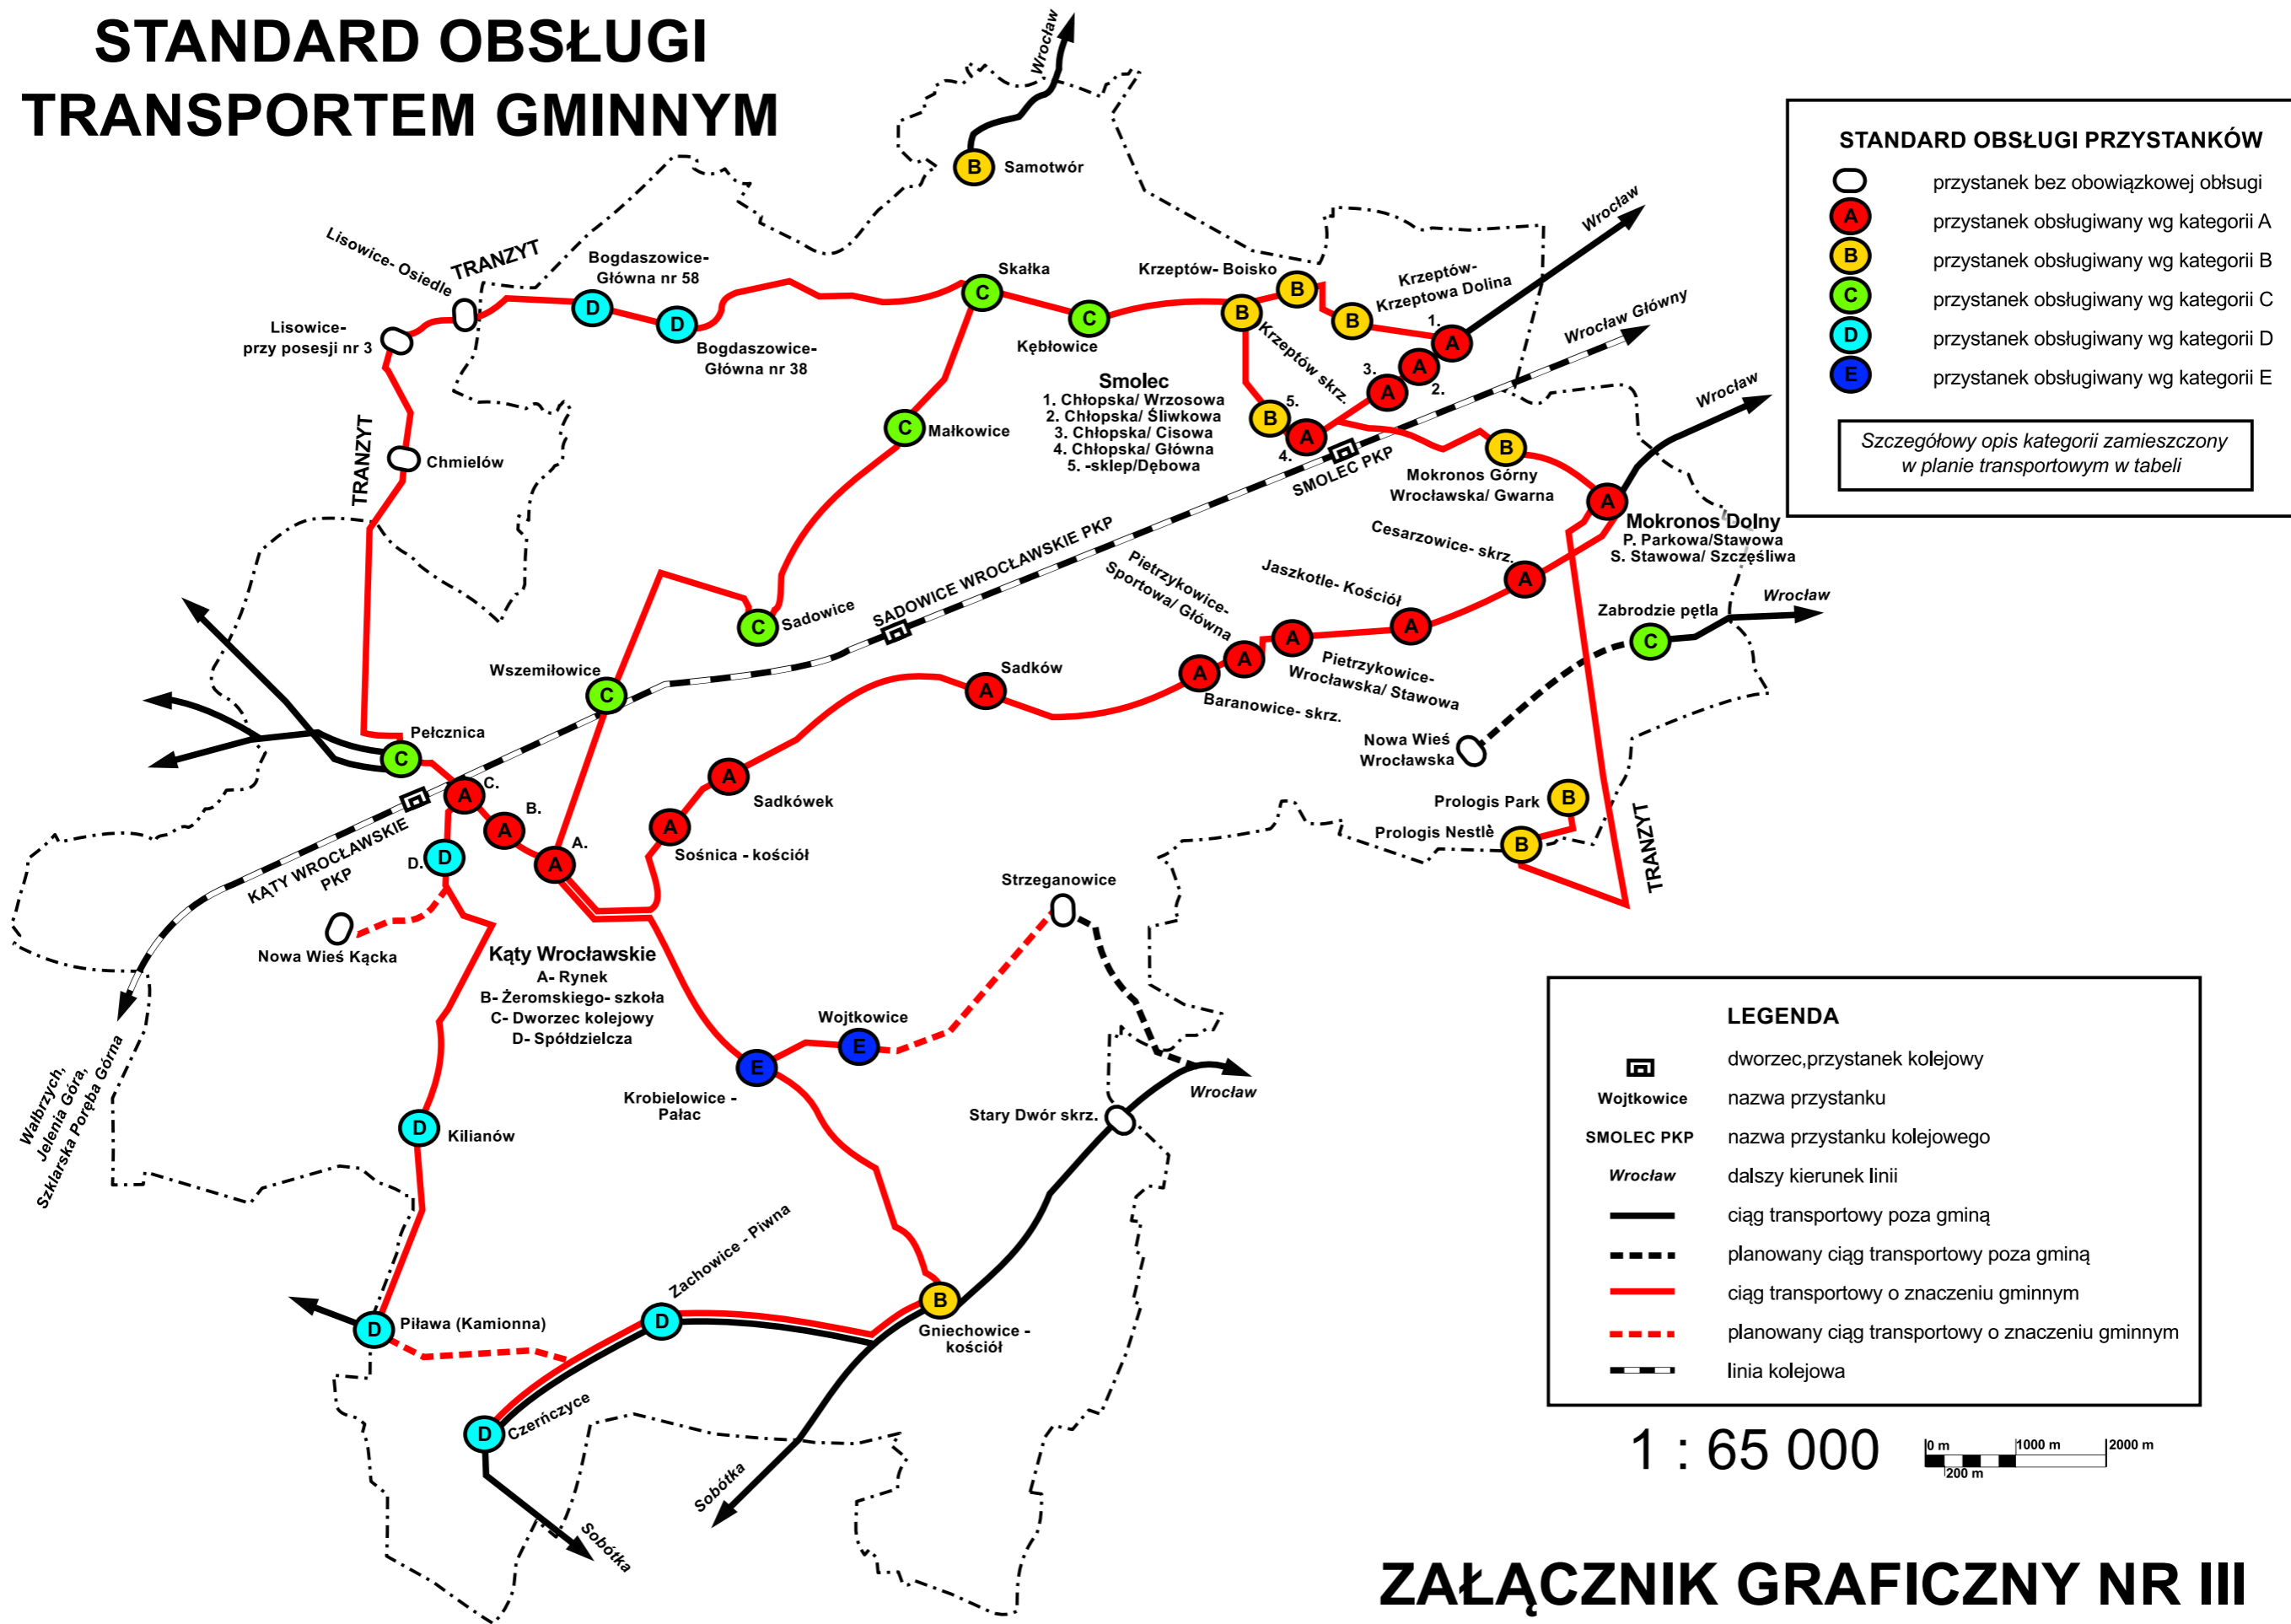 STANDARD OBSŁUGI
TRANSPORTEM GMINNYM
Wrocław
B
Samotwór
STANDARD OBSŁUGI PRZYSTANKÓW
przystanek bez obowiązkowej obłsugi
A przystanek obsługiwany wg kategorii A
B przystanek obsługiwany wg kategorii B
C przystanek obsługiwany wg kategorii C
D przystanek obsługiwany wg kategorii D
E przystanek obsługiwany wg kategorii E
Szczegółowy opis kategorii zamieszczony
w planie transportowym w tabeli
Lisowice- Osiedle
TRANZYT
Lisowice-
przy posesji nr 3
Bogdaszowice-
Główna nr 58
D
D
Bogdaszowice-
Główna nr 38
Skałka
C
C
Kębłowice
Krzeptów- Boisko
B
B
Krzeptów skrz.
Krzeptów-
Krzeptowa Dolina
B
1.
A
A
2.
3.
A
Wrocław
Wrocław Główny
Smolec
1. Chłopska/ Wrzosowa
2. Chłopska/ Śliwkowa
3. Chłopska/ Cisowa
4. Chłopska/ Główna
5. -sklep/Dębowa
5.
B
A
4.
SMOLEC PKP
C
Małkowice
TRANZYT
Chmielów
B
Mokronos Górny
Wrocławska/ Gwarna
Wrocław
A
Mokronos Dolny
P. Parkowa/Stawowa
S. Stawowa/ Szczęśliwa
Cesarzowice- skrz.
A
Jaszkotle- Kościół
A
Pietrzykowice-
Sportowa/ Główna
A
A
Pietrzykowice-
Wrocławska/ Stawowa
A
Baranowice- skrz.
SADOWICE WROCŁAWSKIE PKP
C
Sadowice
Wszemiłowice
C
Sadków
A
Zabrodzie pętla
C
Wrocław
Nowa Wieś
Wrocławska
Pełcznica
C
A
C.
B.
A
A.
A
D.
D
KĄTY WROCŁAWSKIE
PKP
A
Sadkówek
A
Sośnica - kościół
Prologis Park
B
Prologis Nestlè
B
TRANZYT
Nowa Wieś Kącka
Kąty Wrocławskie
A- Rynek
B- Żeromskiego- szkoła
C- Dworzec kolejowy
D- Spółdzielcza
Strzeganowice
Wojtkowice
E
E
Krobielowice -
Pałac
Wrocław
Stary Dwór skrz.
Wałbrzych,
Jelenia Góra,
Szklarska Poręba Górna
D
Kilianów
D
Piława (Kamionna)
Zachowice - Piwna
D
B
Gniechowice -
kościół
D
Czerńczyce
Sobótka
Sobótka
LEGENDA
dworzec,przystanek kolejowy
Wojtkowice nazwa przystanku
SMOLEC PKP nazwa przystanku kolejowego
Wrocław dalszy kierunek linii
ciąg transportowy poza gminą
planowany ciąg transportowy poza gminą
ciąg transportowy o znaczeniu gminnym
planowany ciąg transportowy o znaczeniu gminnym
linia kolejowa
1 : 65 000
0 m 1000 m 2000 m
200 m
ZAŁĄCZNIK GRAFICZNY NR III